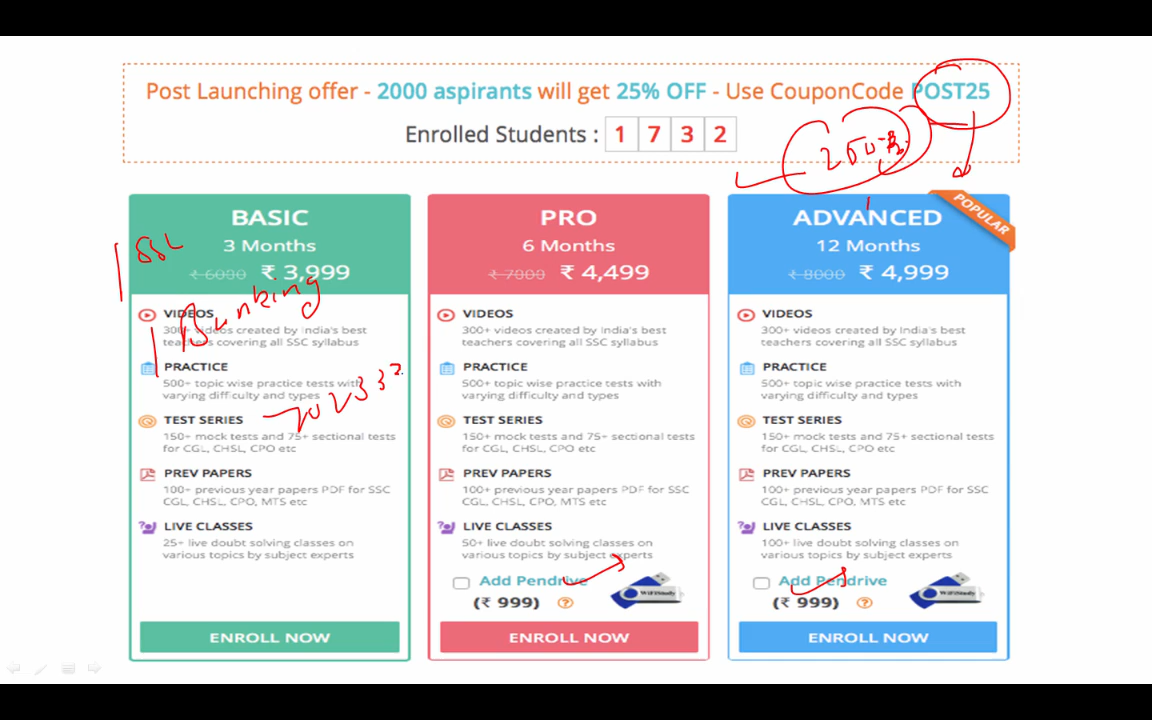 Post Launching offer - 2000 aspirants will get 25% OFF - Use CouponCode POST25
Enrolled Students : 1 7 3 2
BASIC
3 Months
₹ 6000 ₹ 3,999
VIDEOS
300+ videos created by India's best
teachers covering all SSC syllabus
PRACTICE
500+ topic wise practice tests with
varying difficulty and types
TEST SERIES
150+ mock tests and 75+ sectional tests
for CGL, CHSL, CPO etc
PREV PAPERS
100+ previous year papers PDF for SSC
CGL, CHSL, CPO, MTS etc
LIVE CLASSES
25+ live doubt solving classes on
various topics by subject experts
ENROLL NOW
SSC
Banking
PRO
6 Months
₹ 7000 ₹ 4,499
VIDEOS
300+ videos created by India's best
teachers covering all SSC syllabus
PRACTICE
500+ topic wise practice tests with
varying difficulty and types
TEST SERIES
150+ mock tests and 75+ sectional tests
for CGL, CHSL, CPO etc
PREV PAPERS
100+ previous year papers PDF for SSC
CGL, CHSL, CPO, MTS etc
LIVE CLASSES
50+ live doubt solving classes on
various topics by subject experts
Add Pendrive
(₹ 999) ?
WiFiStudy
ENROLL NOW
ADVANCED
12 Months
₹ 8000 ₹ 4,999
POPULAR
VIDEOS
300+ videos created by India's best
teachers covering all SSC syllabus
PRACTICE
500+ topic wise practice tests with
varying difficulty and types
TEST SERIES
150+ mock tests and 75+ sectional tests
for CGL, CHSL, CPO etc
PREV PAPERS
100+ previous year papers PDF for SSC
CGL, CHSL, CPO, MTS etc
LIVE CLASSES
100+ live doubt solving classes on
various topics by subject experts
Add Pendrive
(₹ 999) ?
WiFiStudy
ENROLL NOW